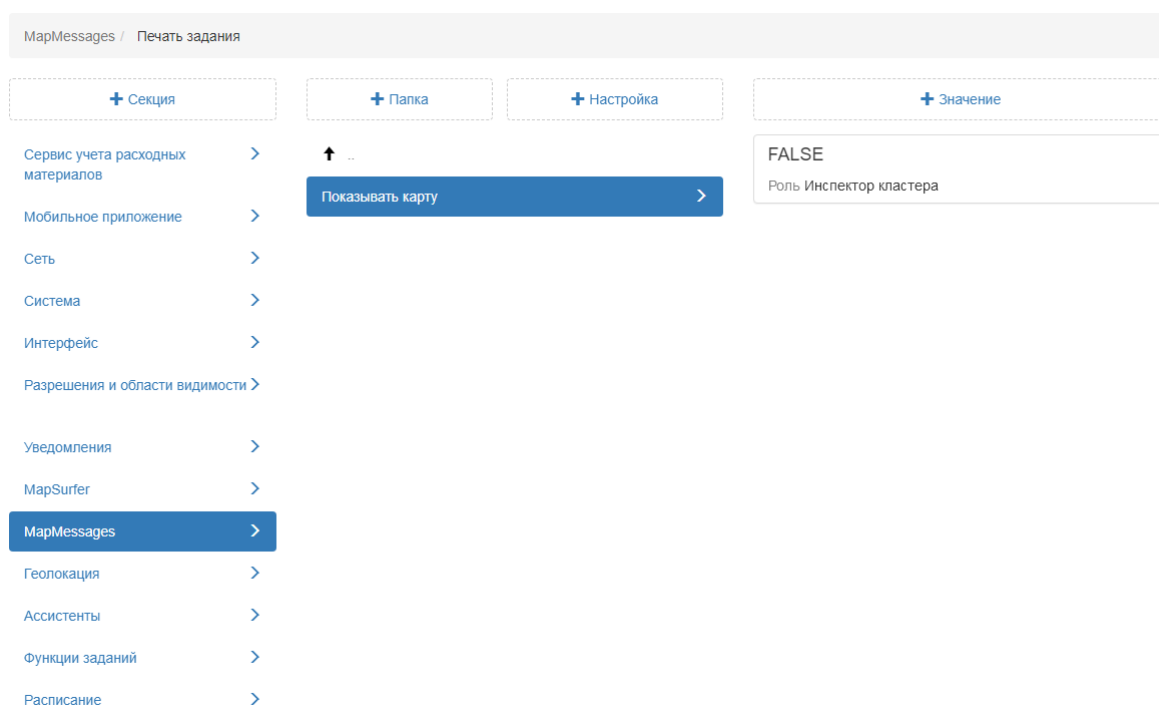 MapMessages / Печать задания
+ Секция
+ Папка
+ Настройка
+ Значение
Сервис учета расходных
материалов
Мобильное приложение
Сеть
Система
Интерфейс
Разрешения и области видимости
Уведомления
MapSurfer
MapMessages
Геолокация
Ассистенты
Функции заданий
Расписание
..
Показывать карту
FALSE
Роль Инспектор кластера